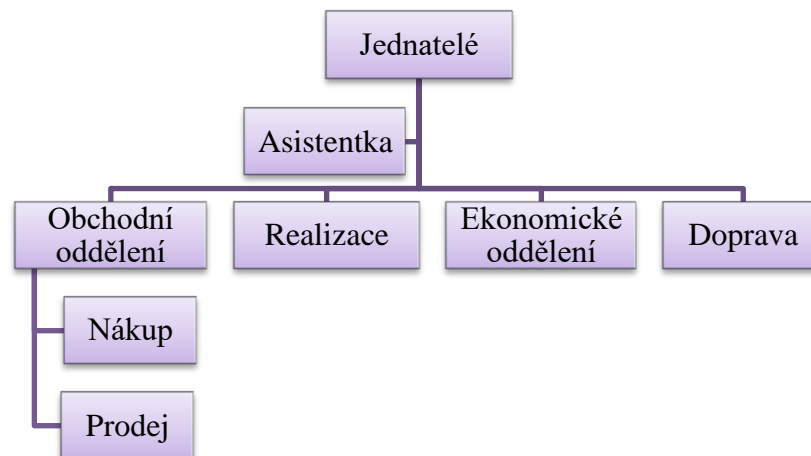 Jednatelé
Asistentka
Obchodní
oddělení
Realizace
Ekonomické
oddělení
Doprava
Nákup
Prodej